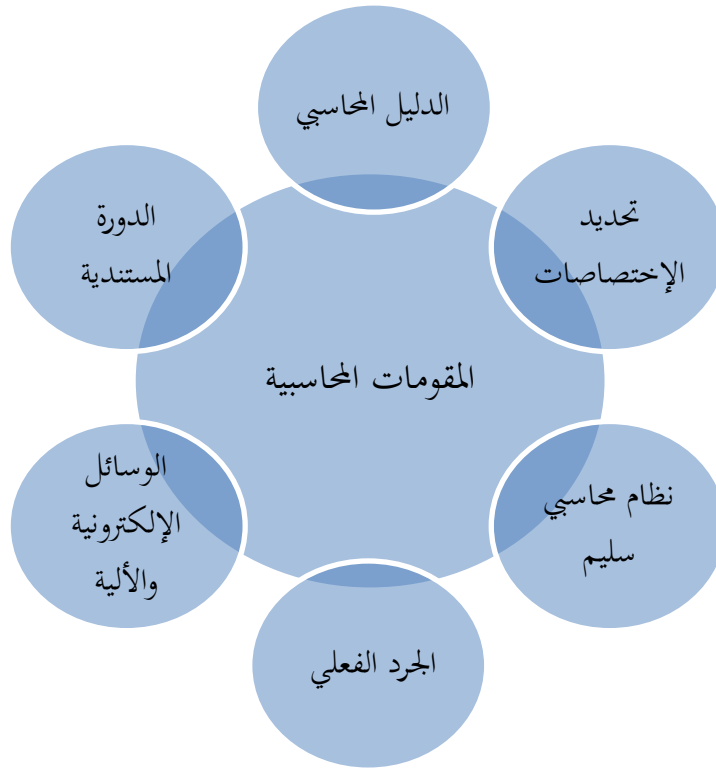 الدليل المحاسبي
تحديد
الإختصاصات
الدورة
المستندية
المقومات المحاسبية
نظام محاسبي
سليم
الوسائل
الإلكترونية
والألية
الجرد الفعلي